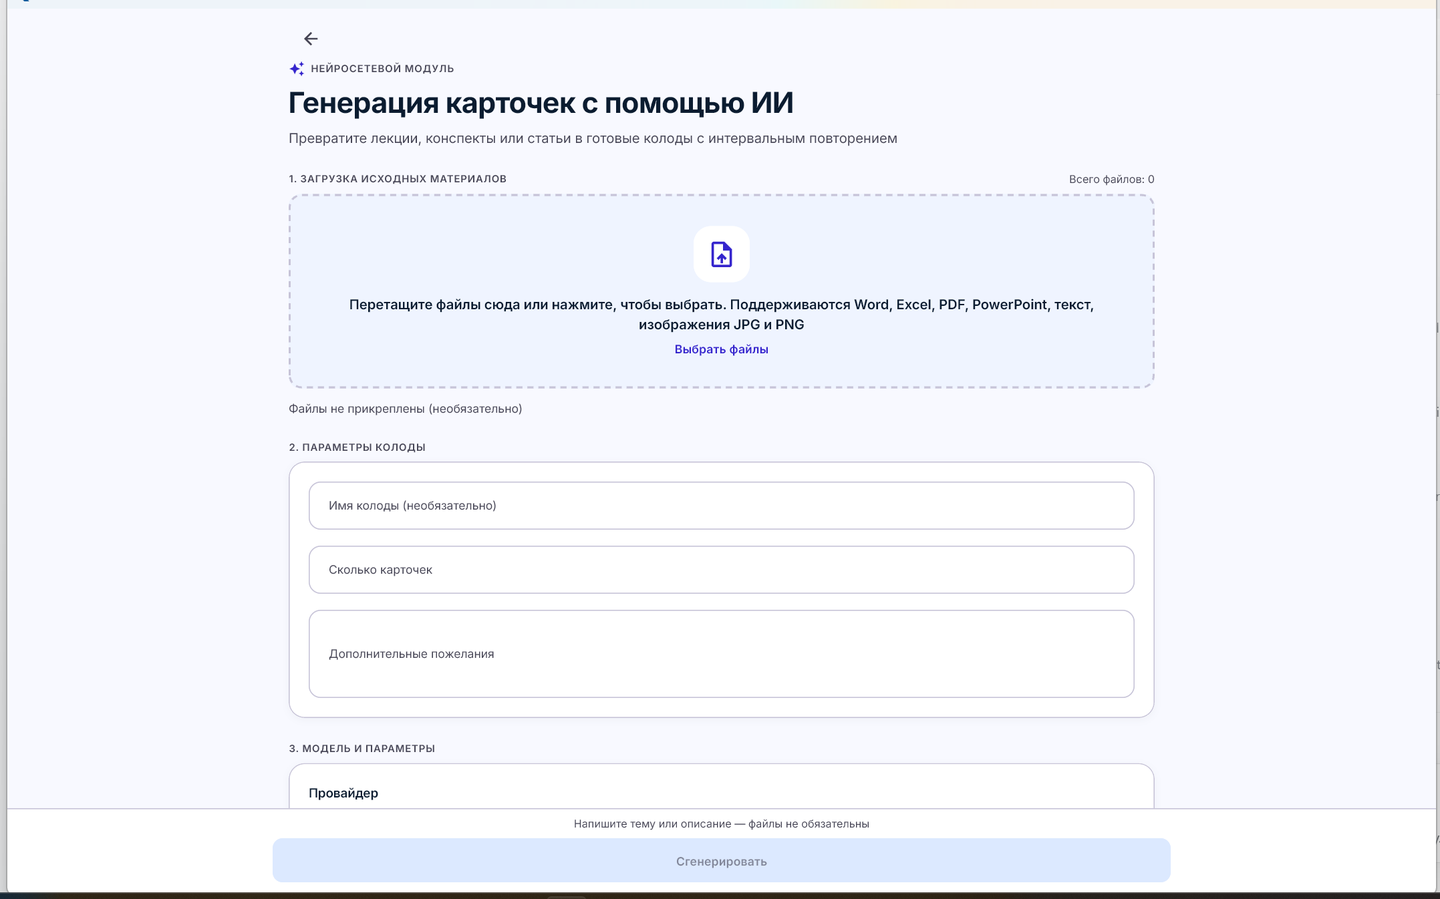 НЕЙРОСЕТЕВОЙ МОДУЛЬ
Генерация карточек с помощью ИИ
Превратите лекции, конспекты или статьи в готовые колоды с интервальным повторением
1. ЗАГРУЗКА ИСХОДНЫХ МАТЕРИАЛОВ
Всего файлов: 0
Перетащите файлы сюда или нажмите, чтобы выбрать. Поддерживаются Word, Excel, PDF, PowerPoint, текст,
изображения JPG и PNG
Выбрать файлы
Файлы не прикреплены (необязательно)
2. ПАРАМЕТРЫ КОЛОДЫ
Имя колоды (необязательно)
Сколько карточек
Дополнительные пожелания
3. МОДЕЛЬ И ПАРАМЕТРЫ
Провайдер
Напишите тему или описание — файлы не обязательны
Сгенерировать